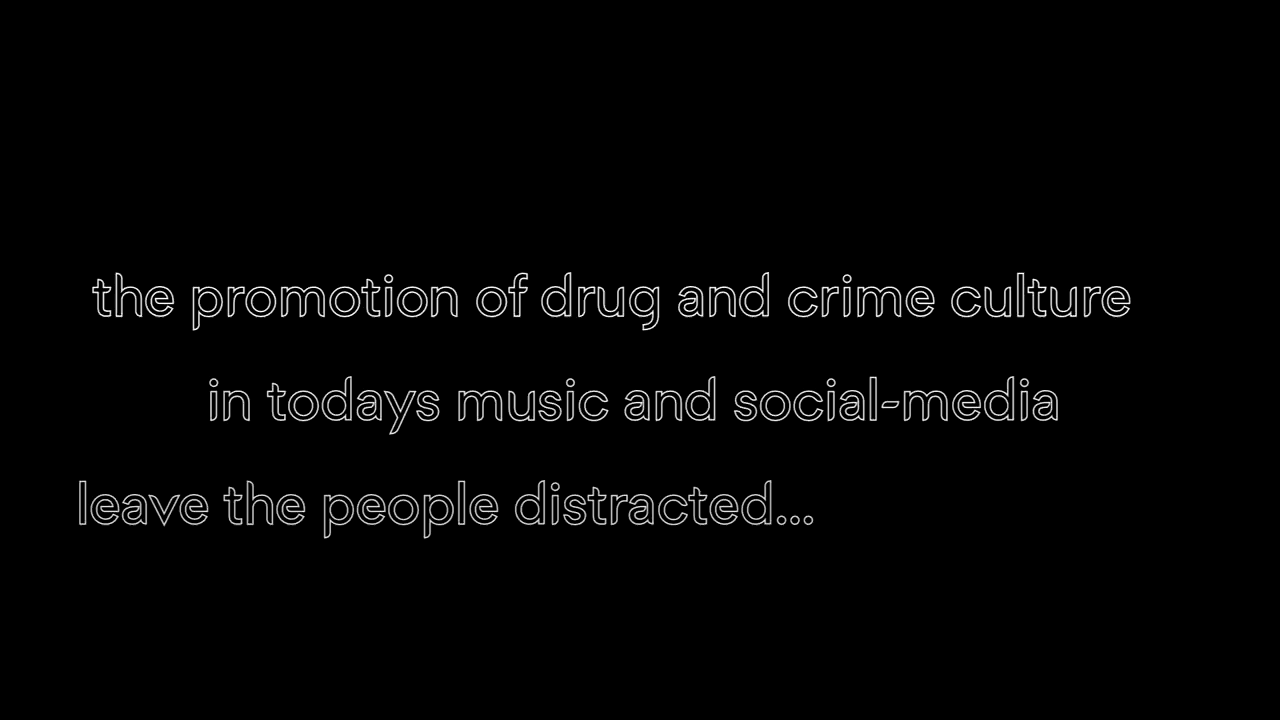 the promotion of drug and crime culture
in todays music and social-media
leave the people distracted...